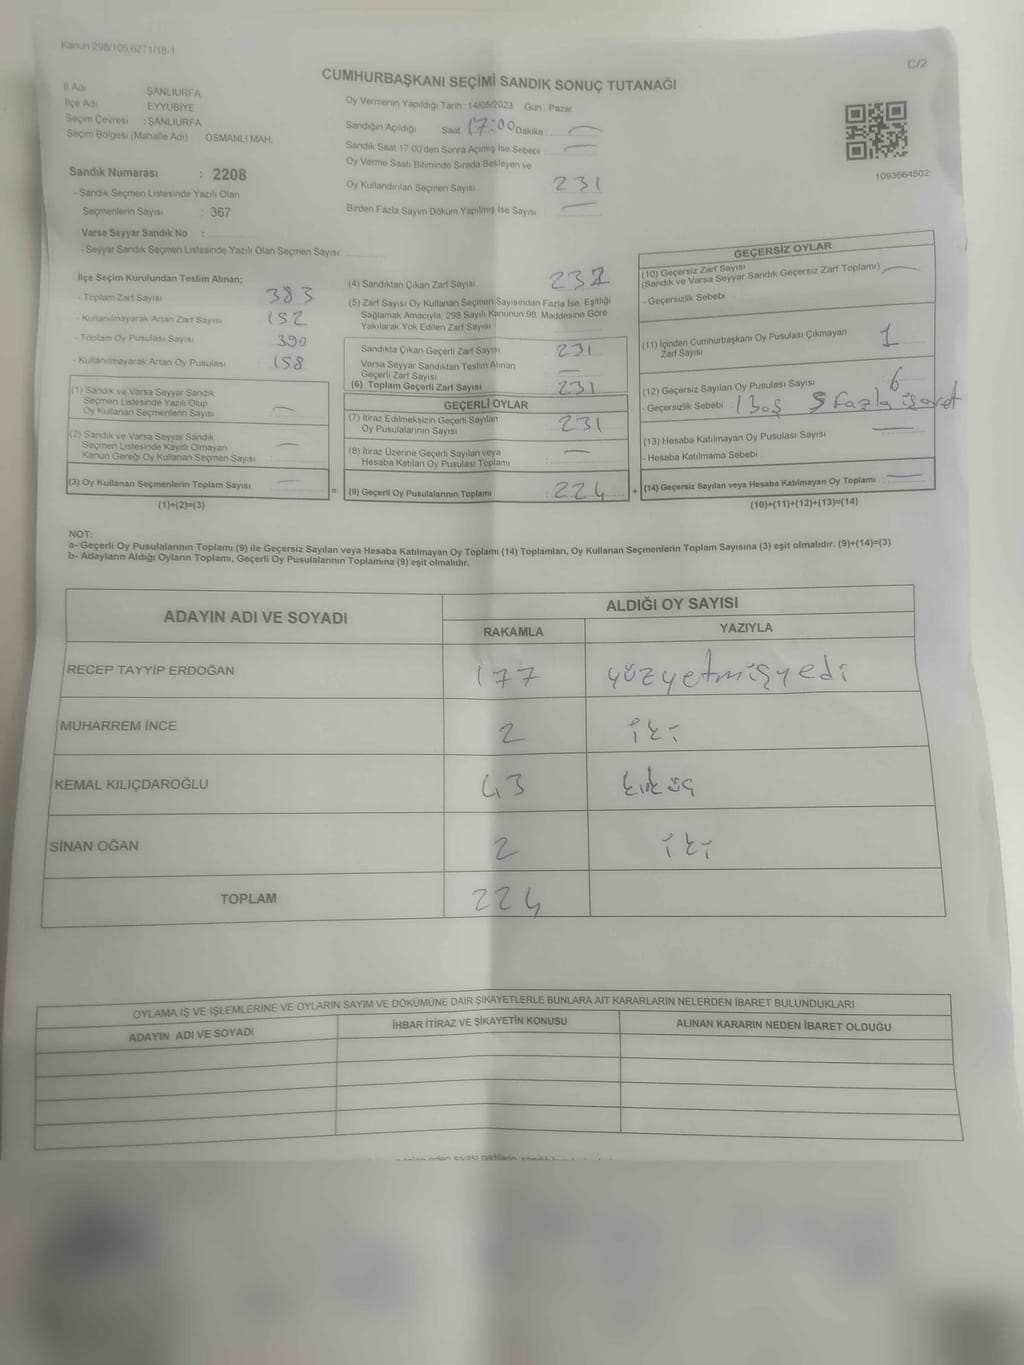 Kanun 298/105 6271/18-1
C/2
CUMHURBAŞKANI SEÇİMİ SANDIK SONUÇ TUTANAĞI
İl Adı ŞANLIURFA
İlçe Adı EYYÜBİYE
Seçim Çevresi : ŞANLIURFA
Seçim Bölgesi (Mahalle Adı) OSMANLI MAH.
Sandık Numarası : 2208
- Sandık Seçmen Listesinde Yazılı Olan
Seçmenlerin Sayısı : 367
Varsa Seyyar Sandık No :
- Seyyar Sandık Seçmen Listesinde Yazılı Olan Seçmen Sayısı:
Oy Vermenin Yapıldığı Tarih :14/05/2023 Gün : Pazar
Sandığın Açıldığı Saat 17:00 Dakika
Sandık Saat 17:00'den Sonra Açılmış İse Sebebi
Oy Verme Saati Bitiminde Sırada Bekleyen ve
Oy Kullandırılan Seçmen Sayısı 231
Birden Fazla Sayım Döküm Yapılmış İse Sayısı
1093664502
İlçe Seçim Kurulundan Teslim Alınan;
- Toplam Zarf Sayısı 383
- Kullanılmayarak Artan Zarf Sayısı 152
- Toplam Oy Pusulası Sayısı 390
- Kullanılmayarak Artan Oy Pusulası 158
(1) Sandık ve Varsa Seyyar Sandık
Seçmen Listesinde Yazılı Olup
Oy Kullanan Seçmenlerin Sayısı
(2) Sandık ve Varsa Seyyar Sandık
Seçmen Listesinde Kayıtlı Olmayan
Kanun Gereği Oy Kullanan Seçmen Sayısı
(3) Oy Kullanan Seçmenlerin Toplam Sayısı =
(1)+(2)=(3)
(4) Sandıktan Çıkan Zarf Sayısı 231
(5) Zarf Sayısı Oy Kullanan Seçmen Sayısından Fazla İse, Eşitliği
Sağlamak Amacıyla, 298 Sayılı Kanunun 98. Maddesine Göre
Yakılarak Yok Edilen Zarf Sayısı
Sandıkta Çıkan Geçerli Zarf Sayısı 231
Varsa Seyyar Sandıktan Teslim Alınan
Geçerli Zarf Sayısı
(6) Toplam Geçerli Zarf Sayısı 231
GEÇERLİ OYLAR
(7) İtiraz Edilmeksizin Geçerli Sayılan
Oy Pusulalarının Sayısı : 231
(8) İtiraz Üzerine Geçerli Sayılan veya
Hesaba Katılan Oy Pusulası Toplamı
(9) Geçerli Oy Pusulalarının Toplamı : 224 +
GEÇERSİZ OYLAR
(10) Geçersiz Zarf Sayısı
(Sandık ve Varsa Seyyar Sandık Geçersiz Zarf Toplamı)
- Geçersizlik Sebebi
(11) İçinden Cumhurbaşkanı Oy Pusulası Çıkmayan
Zarf Sayısı 1
(12) Geçersiz Sayılan Oy Pusulası Sayısı 6
- Geçersizlik Sebebi : 1 Boş 5 Fazla işaret
(13) Hesaba Katılmayan Oy Pusulası Sayısı
- Hesaba Katılmama Sebebi
(14) Geçersiz Sayılan veya Hesaba Katılmayan Oy Toplamı
(10)+(11)+(12)+(13)=(14)
NOT:
a- Geçerli Oy Pusulalarının Toplamı (9) ile Geçersiz Sayılan veya Hesaba Katılmayan Oy Toplamı (14) Toplamları, Oy Kullanan Seçmenlerin Toplam Sayısına (3) eşit olmalıdır. (9)+(14)=(3)
b- Adayların Aldığı Oyların Toplamı, Geçerli Oy Pusulalarının Toplamına (9) eşit olmalıdır.
ADAYIN ADI VE SOYADI ALDIĞI OY SAYISI
RAKAMLA YAZIYLA
RECEP TAYYİP ERDOĞAN 177 yüzyetmişyedi
MUHARREM İNCE 2 iki
KEMAL KILIÇDAROĞLU 43 kırküç
SİNAN OĞAN 2 iki
TOPLAM 224
OYLAMA İŞ VE İŞLEMLERİNE VE OYLARIN SAYIM VE DÖKÜMÜNE DAİR ŞİKAYETLERLE BUNLARA AİT KARARLARIN NELERDEN İBARET BULUNDUKLARI
ADAYIN ADI VE SOYADI İHBAR İTİRAZ VE ŞİKAYETİN KONUSU ALINAN KARARIN NEDEN İBARET OLDUĞU